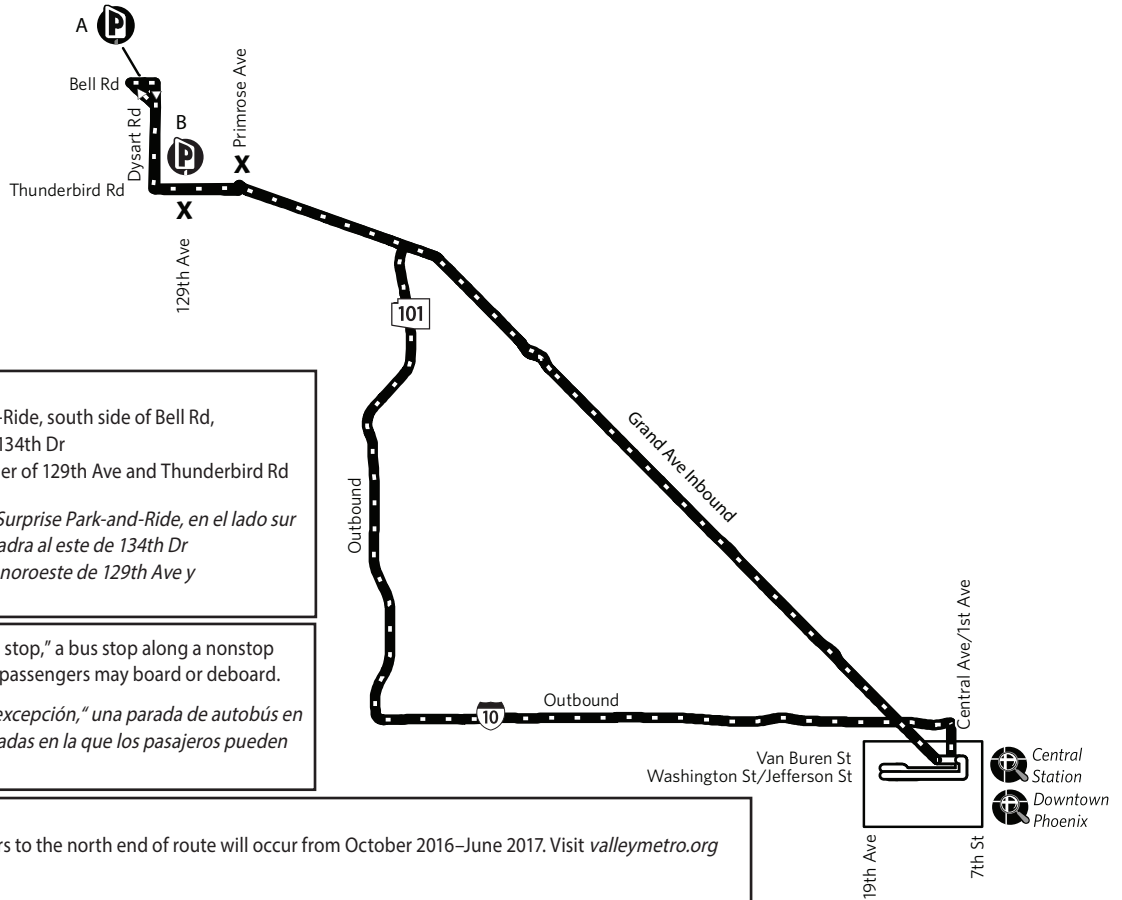 A
P
Bell Rd
Dysart Rd
B
P
Primrose Ave
X
Thunderbird Rd
X
129th Ave
101
Grand Ave Inbound
Outbound
Outbound
10
Central Ave/1st Ave
Van Buren St
Washington St/Jefferson St
Central
Station
Downtown
Phoenix
19th Ave
7th St
-Ride, south side of Bell Rd,
134th Dr
er of 129th Ave and Thunderbird Rd
Surprise Park-and-Ride, en el lado sur
adra al este de 134th Dr
noroeste de 129th Ave y
stop,” a bus stop along a nonstop
passengers may board or deboard.
excepción,“ una parada de autobús en
adas en la que los pasajeros pueden
rs to the north end of route will occur from October 2016–June 2017. Visit valleymetro.org